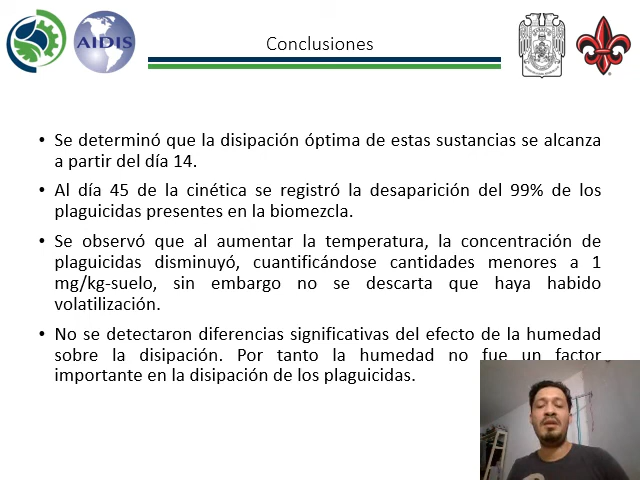 AIDIS
Conclusiones
• Se determinó que la disipación óptima de estas sustancias se alcanza
a partir del día 14.
• Al día 45 de la cinética se registró la desaparición del 99% de los
plaguicidas presentes en la biomezcla.
• Se observó que al aumentar la temperatura, la concentración de
plaguicidas disminuyó, cuantificándose cantidades menores a 1
mg/kg-suelo, sin embargo no se descarta que haya habido
volatilización.
• No se detectaron diferencias significativas del efecto de la humedad
sobre la disipación. Por tanto la humedad no fue un factor
importante en la disipación de los plaguicidas.